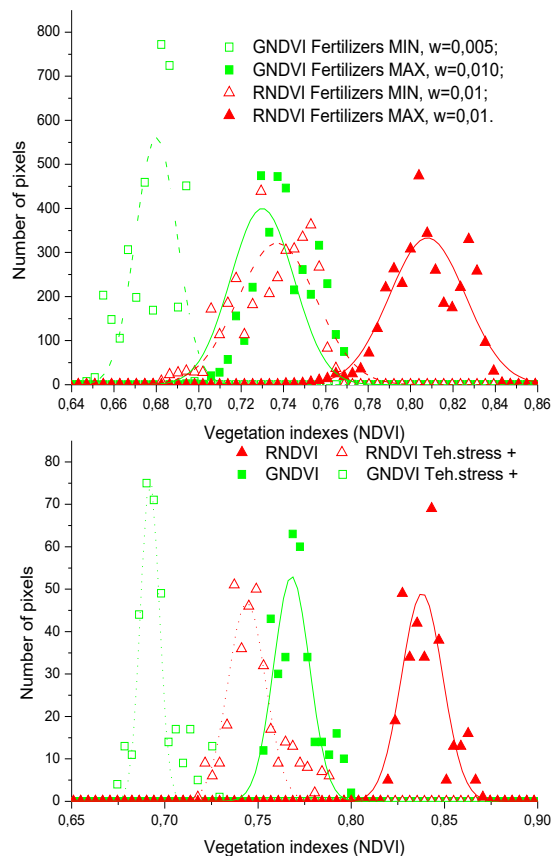 800
700
600
500
400
300
200
100
0
Number of pixels
GNDVI Fertilizers MIN, w=0,005;
GNDVI Fertilizers MAX, w=0,010;
RNDVI Fertilizers MIN, w=0,01;
RNDVI Fertilizers MAX, w=0,01.
0,64 0,66 0,68 0,70 0,72 0,74 0,76 0,78 0,80 0,82 0,84 0,86
Vegetation indexes (NDVI)
RNDVI RNDVI Teh.stress +
GNDVI GNDVI Teh.stress +
80
70
60
50
40
30
20
10
0
Number of pixels
0,65 0,70 0,75 0,80 0,85 0,90
Vegetation indexes (NDVI)